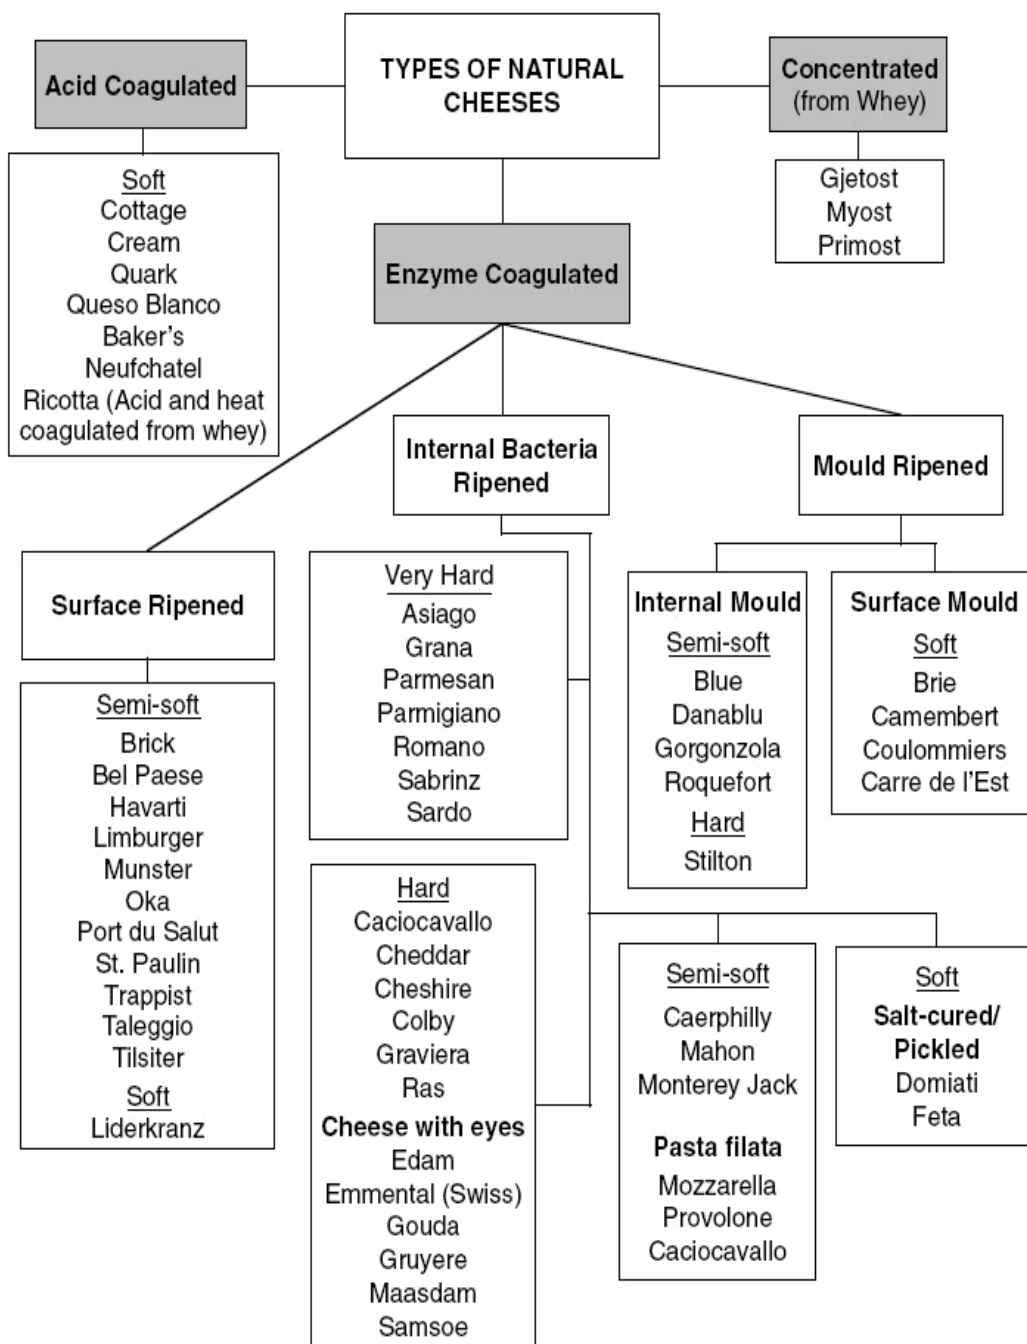 TYPES OF NATURAL
CHEESES
Acid Coagulated
Soft
Cottage
Cream
Quark
Queso Blanco
Baker's
Neufchatel
Ricotta (Acid and heat
coagulated from whey)
Concentrated
(from Whey)
Gjetost
Myost
Primost
Enzyme Coagulated
Surface Ripened
Semi-soft
Brick
Bel Paese
Havarti
Limburger
Munster
Oka
Port du Salut
St. Paulin
Trappist
Taleggio
Tilsiter
Soft
Liderkranz
Internal Bacteria
Ripened
Very Hard
Asiago
Grana
Parmesan
Parmigiano
Romano
Sabrinz
Sardo
Hard
Caciocavallo
Cheddar
Cheshire
Colby
Graviera
Ras
Cheese with eyes
Edam
Emmental (Swiss)
Gouda
Gruyere
Maasdam
Samsoe
Semi-soft
Caerphilly
Mahon
Monterey Jack
Pasta filata
Mozzarella
Provolone
Caciocavallo
Soft
Salt-cured/
Pickled
Domiati
Feta
Mould Ripened
Internal Mould
Semi-soft
Blue
Danablu
Gorgonzola
Roquefort
Hard
Stilton
Surface Mould
Soft
Brie
Camembert
Coulommiers
Carre de l'Est